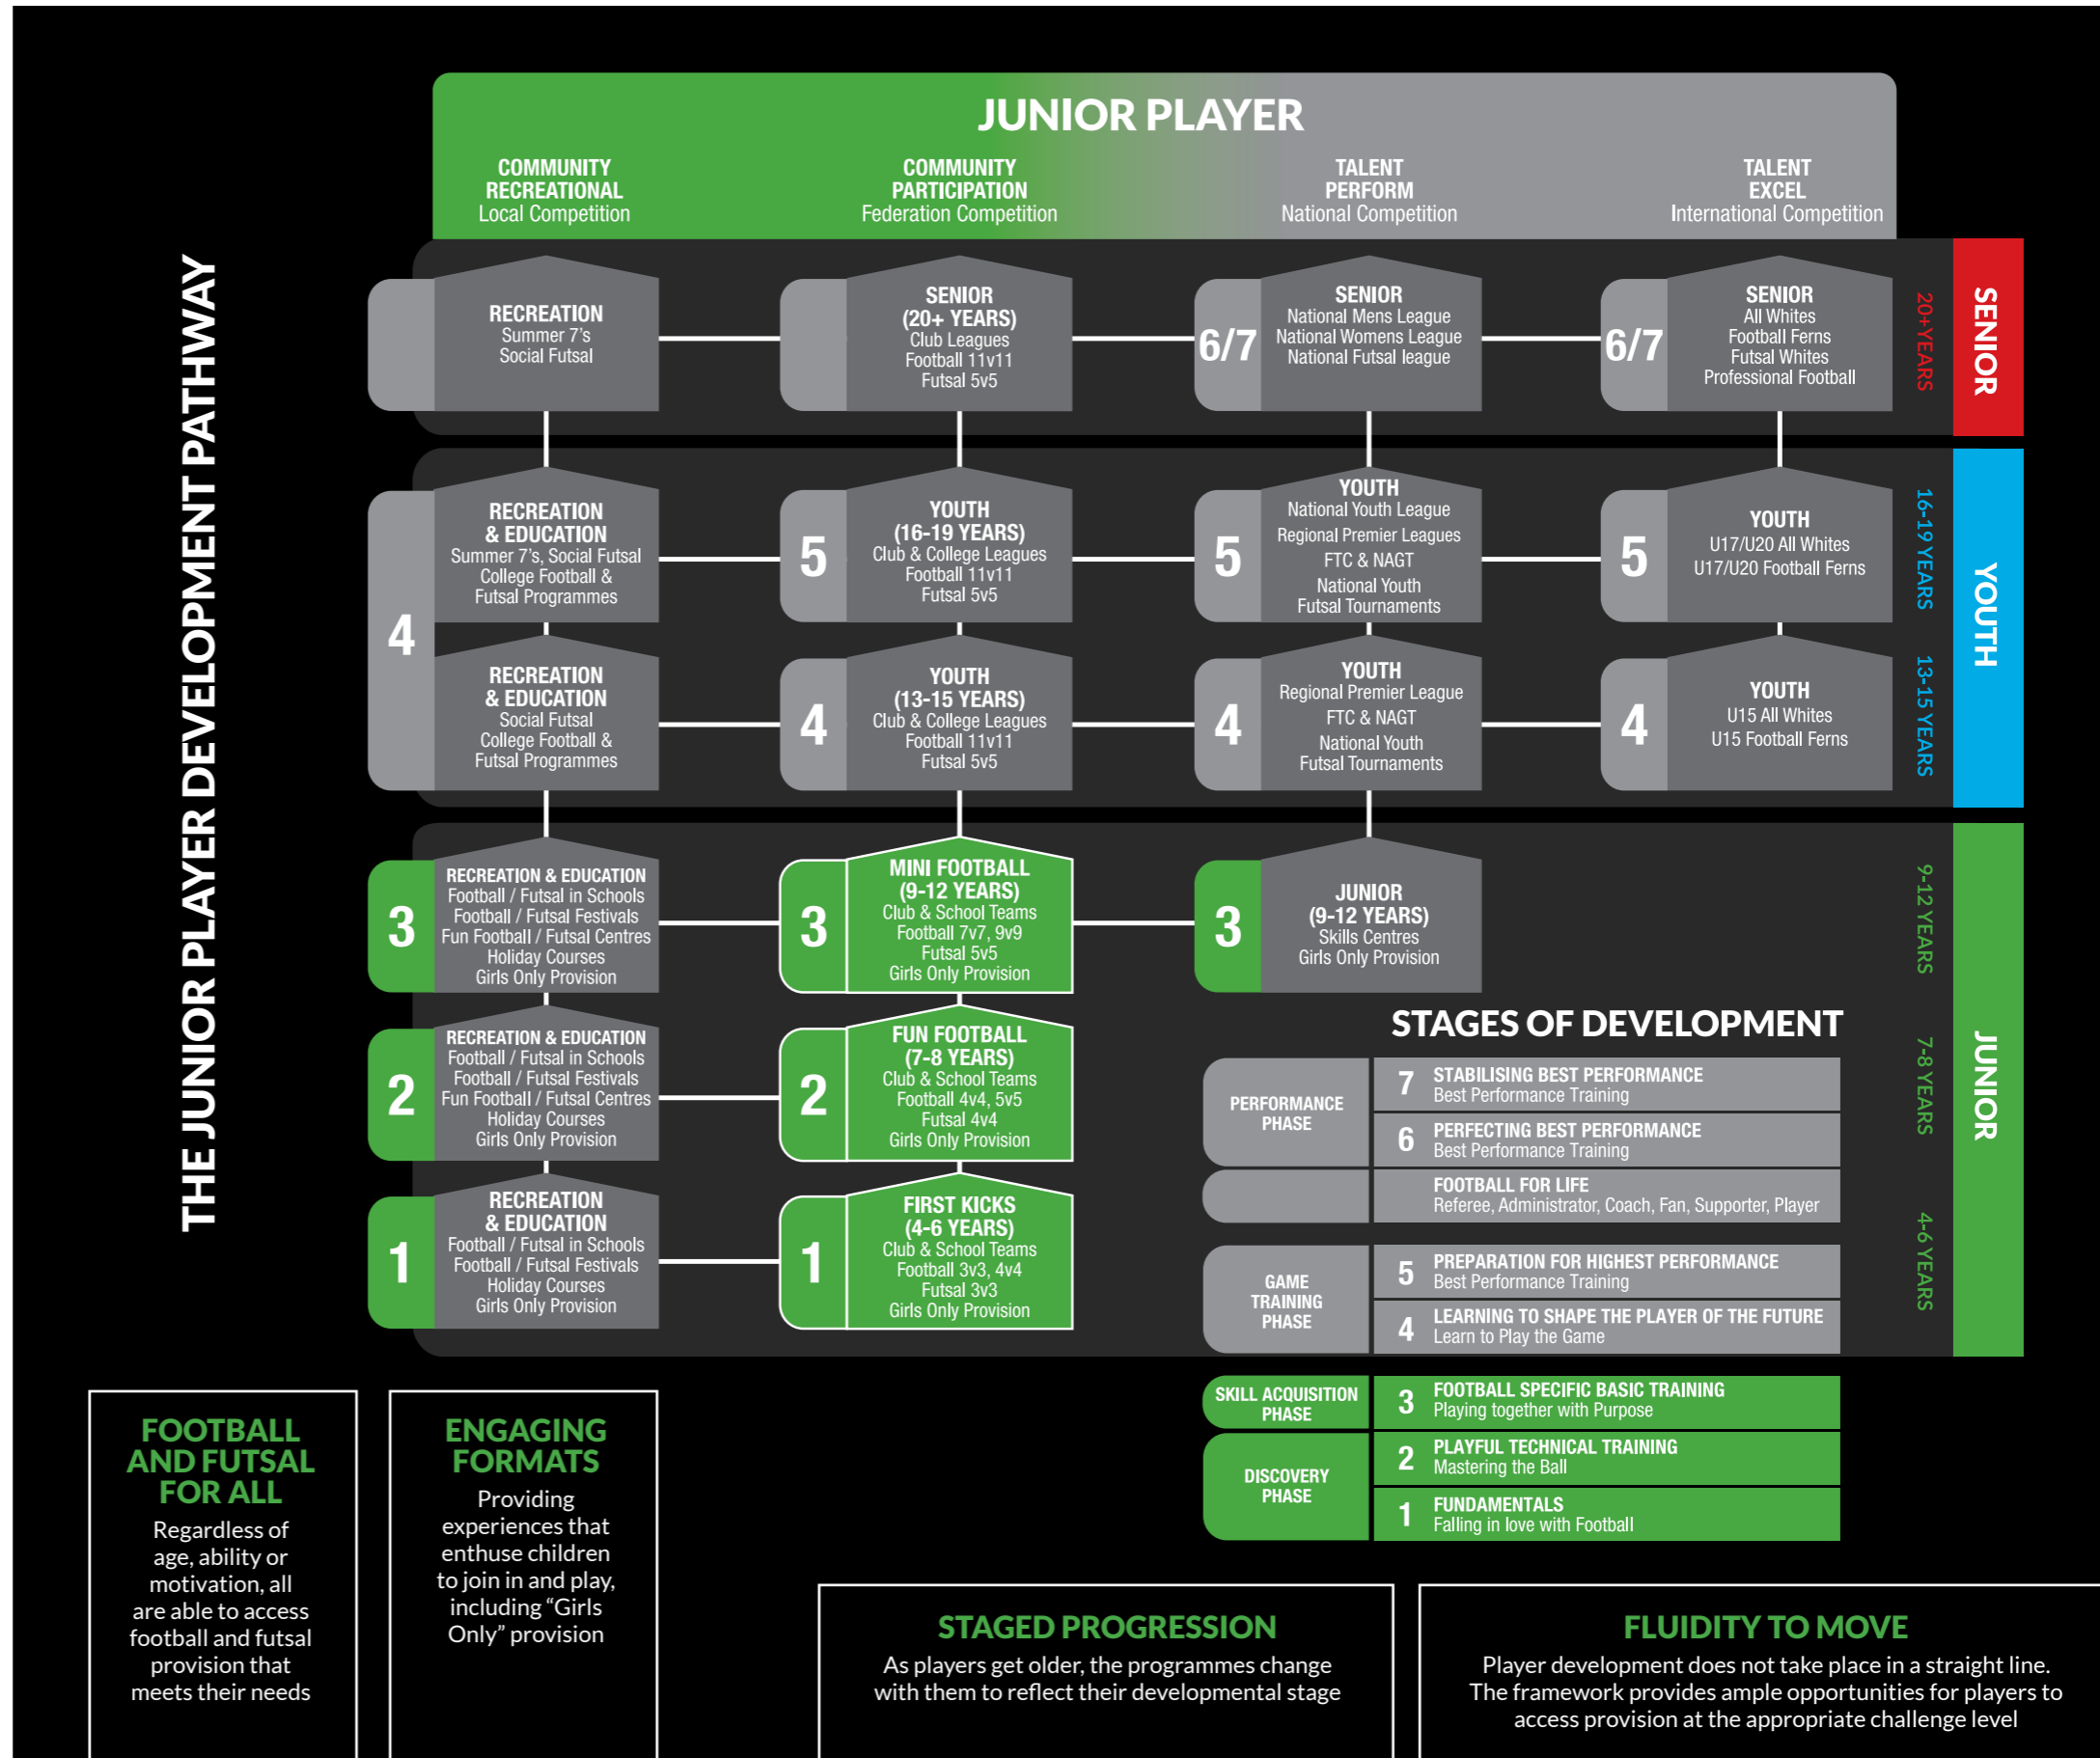 THE JUNIOR PLAYER DEVELOPMENT PATHWAY
JUNIOR PLAYER
COMMUNITY
RECREATIONAL
Local Competition
COMMUNITY
PARTICIPATION
Federation Competition
TALENT
PERFORM
National Competition
TALENT
EXCEL
International Competition
SENIOR
20+YEARS
RECREATION
Summer 7's
Social Futsal
SENIOR
(20+ YEARS)
Club Leagues
Football 11v11
Futsal 5v5
6/7
SENIOR
National Mens League
National Womens League
National Futsal league
6/7
SENIOR
All Whites
Football Ferns
Futsal Whites
Professional Football
YOUTH
16-19 YEARS
4
RECREATION
& EDUCATION
Summer 7's, Social Futsal
College Football &
Futsal Programmes
5
YOUTH
(16-19 YEARS)
Club & College Leagues
Football 11v11
Futsal 5v5
5
YOUTH
National Youth League
Regional Premier Leagues
FTC & NAGT
National Youth
Futsal Tournaments
5
YOUTH
U17/U20 All Whites
U17/U20 Football Ferns
13-15 YEARS
RECREATION
& EDUCATION
Social Futsal
College Football &
Futsal Programmes
4
YOUTH
(13-15 YEARS)
Club & College Leagues
Football 11v11
Futsal 5v5
4
YOUTH
Regional Premier League
FTC & NAGT
National Youth
Futsal Tournaments
4
YOUTH
U15 All Whites
U15 Football Ferns
JUNIOR
9-12 YEARS
3
RECREATION & EDUCATION
Football / Futsal in Schools
Football / Futsal Festivals
Fun Football / Futsal Centres
Holiday Courses
Girls Only Provision
3
MINI FOOTBALL
(9-12 YEARS)
Club & School Teams
Football 7v7, 9v9
Futsal 5v5
Girls Only Provision
3
JUNIOR
(9-12 YEARS)
Skills Centres
Girls Only Provision
7-8 YEARS
2
RECREATION & EDUCATION
Football / Futsal in Schools
Football / Futsal Festivals
Fun Football / Futsal Centres
Holiday Courses
Girls Only Provision
2
FUN FOOTBALL
(7-8 YEARS)
Club & School Teams
Football 4v4, 5v5
Futsal 4v4
Girls Only Provision
4-6 YEARS
1
RECREATION
& EDUCATION
Football / Futsal in Schools
Football / Futsal Festivals
Holiday Courses
Girls Only Provision
1
FIRST KICKS
(4-6 YEARS)
Club & School Teams
Football 3v3, 4v4
Futsal 3v3
Girls Only Provision
STAGES OF DEVELOPMENT
PERFORMANCE
PHASE
7 STABILISING BEST PERFORMANCE
Best Performance Training
6 PERFECTING BEST PERFORMANCE
Best Performance Training
FOOTBALL FOR LIFE
Referee, Administrator, Coach, Fan, Supporter, Player
GAME
TRAINING
PHASE
5 PREPARATION FOR HIGHEST PERFORMANCE
Best Performance Training
4 LEARNING TO SHAPE THE PLAYER OF THE FUTURE
Learn to Play the Game
SKILL ACQUISITION
PHASE
3 FOOTBALL SPECIFIC BASIC TRAINING
Playing together with Purpose
DISCOVERY
PHASE
2 PLAYFUL TECHNICAL TRAINING
Mastering the Ball
1 FUNDAMENTALS
Falling in love with Football
FOOTBALL
AND FUTSAL
FOR ALL
Regardless of
age, ability or
motivation, all
are able to access
football and futsal
provision that
meets their needs
ENGAGING
FORMATS
Providing
experiences that
enthuse children
to join in and play,
including “Girls
Only” provision
STAGED PROGRESSION
As players get older, the programmes change
with them to reflect their developmental stage
FLUIDITY TO MOVE
Player development does not take place in a straight line.
The framework provides ample opportunities for players to
access provision at the appropriate challenge level